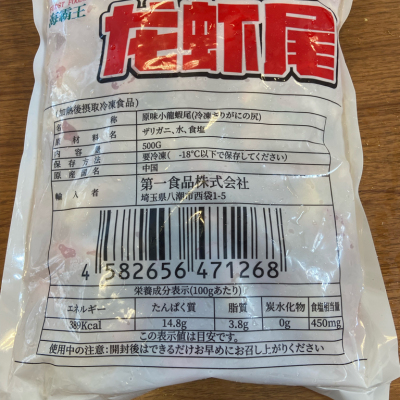 海霸王
龙虾尾
(加熱後摂取冷凍食品)
名称 原味小龍蝦尾(冷凍ざりがにの尻)
原材料名 ザリガニ、水、食塩
内容量 500G
保存方法 要冷凍( -18℃以下で保存してください)
原産国 中国
輸入者 第一食品株式会社
埼玉県八潮市西袋1-5
4 582656 471268
栄養成分表示(100gあたり)
エネルギー たんぱく質 脂質 炭水化物 食塩相当量
389Kcal 14.8g 3.8g 0g 450mg
この表示値は目安です。
使用中の注意:開封後はできるだけお早めにお召し上がりください